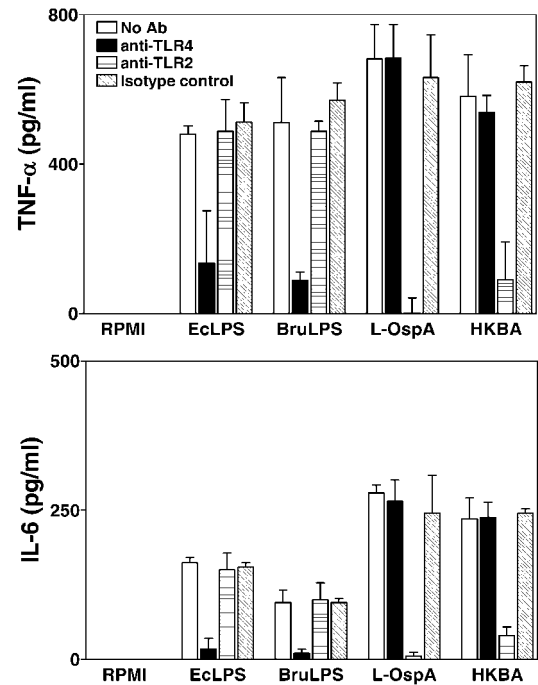 800
No Ab
anti-TLR4
anti-TLR2
Isotype control
TNF-α (pg/ml)
400
0
RPMI EcLPS BruLPS L-OspA HKBA
500
IL-6 (pg/ml)
250
0
RPMI EcLPS BruLPS L-OspA HKBA